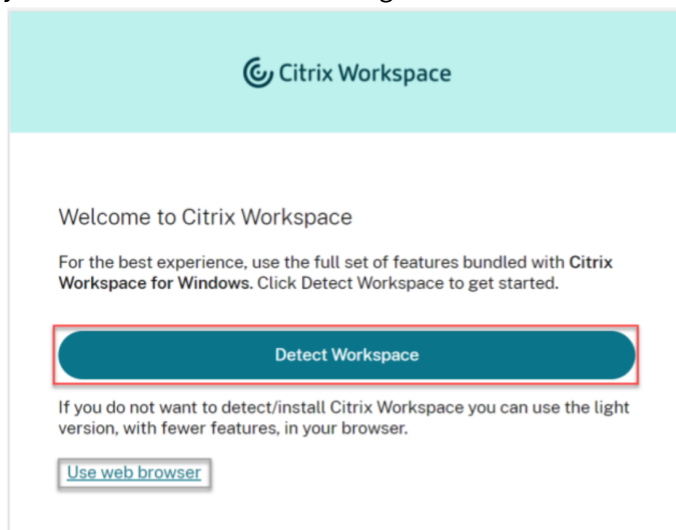 Citrix Workspace
Welcome to Citrix Workspace
For the best experience, use the full set of features bundled with Citrix
Workspace for Windows. Click Detect Workspace to get started.
Detect Workspace
If you do not want to detect/install Citrix Workspace you can use the light
version, with fewer features, in your browser.
Use web browser